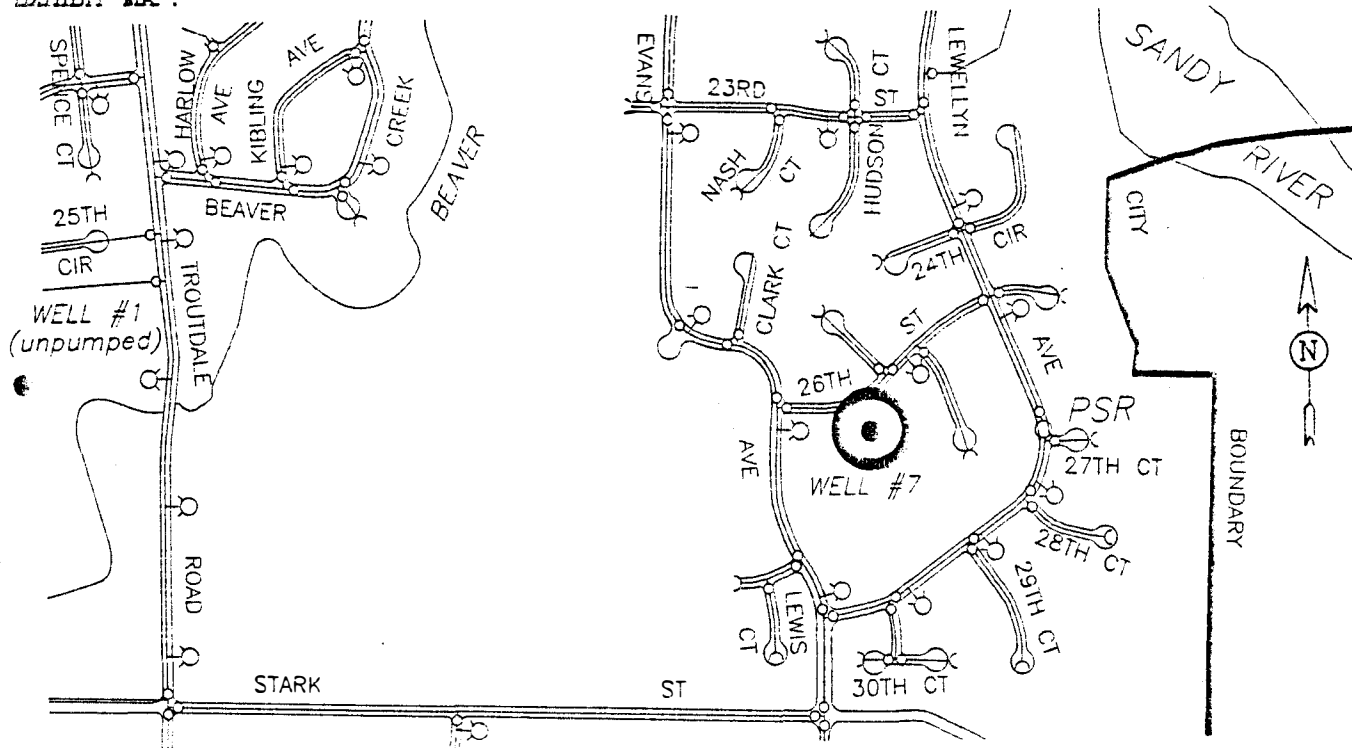 SPENCE CT
HARLOW
AVE
KIBLING
AVE
CREEK
BEAVER
BEAVER
25TH
CIR
WELL #1
(unpumped)
TROUTDALE
ROAD
STARK
ST
EVANS
23RD
ST
NASH
CT
HUDSON
CT
LEWELLYN
24TH
CIR
CLARK CT
26TH
ST
AVE
AVE
WELL #7
PSR
27TH CT
28TH CT
29TH CT
30TH CT
LEWIS
CT
SANDY
RIVER
CITY
BOUNDARY
N